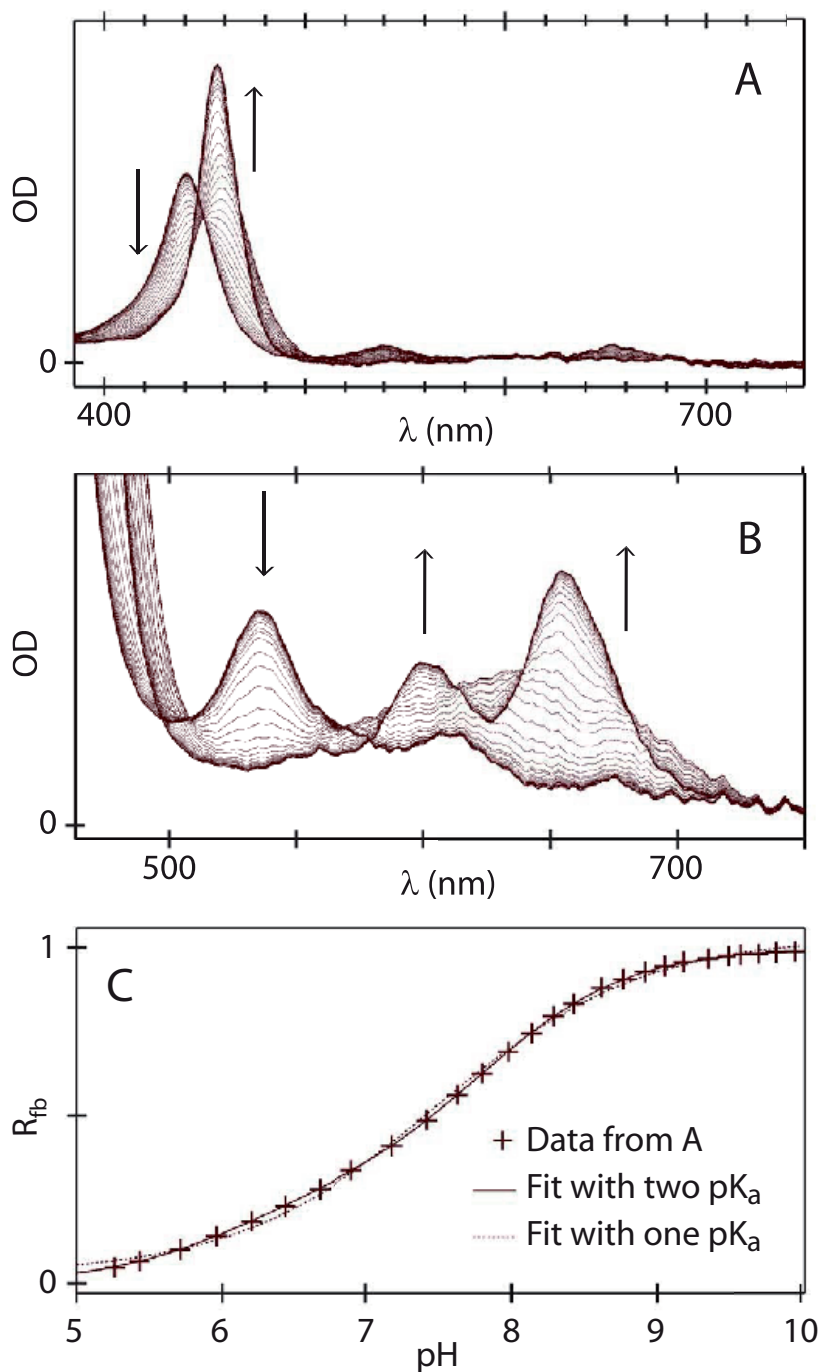 A
OD
0
400 700
λ (nm)
B
OD
0
500 700
λ (nm)
1
C
R_fb
Data from A
Fit with two pK_a
Fit with one pK_a
0
5 6 7 8 9 10
pH